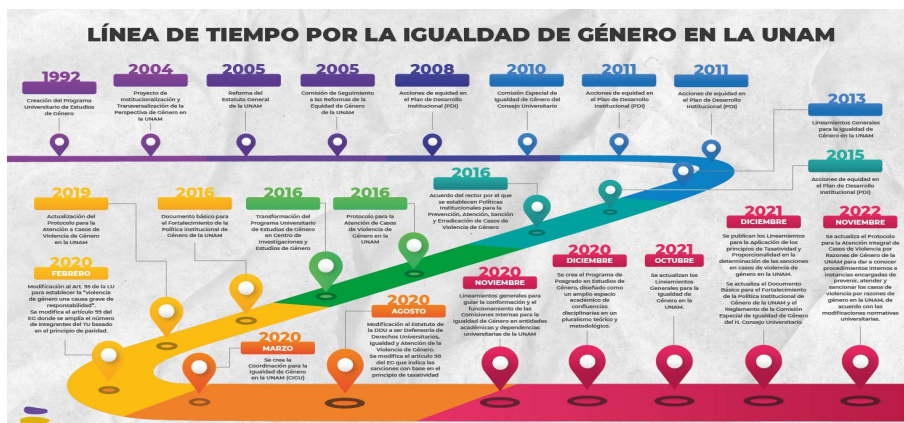 LÍNEA DE TIEMPO POR LA IGUALDAD DE GÉNERO EN LA UNAM
1992
Creación del Programa
Universitario de Estudios
de Género
2004
Proyecto de
Institucionalización y
Transversalización de la
Perspectiva de Género en
la UNAM
2005
Reforma del
Estatuto General
de la UNAM
2005
Comisión de Seguimiento
a las Reformas de la
Equidad de Género
de la UNAM
2008
Acciones de equidad en
el Plan de Desarrollo
Institucional (PDI)
2010
Comisión Especial de
Igualdad de Género del
Consejo Universitario
2011
Acciones de equidad en
el Plan de Desarrollo
Institucional (PDI)
2011
Acciones de equidad en
el Plan de Desarrollo
Institucional (PDI)
2013
Lineamientos Generales
para la Igualdad de
Género en la UNAM
2015
Acciones de equidad en
el Plan de Desarrollo
Institucional (PDI)
2016
Acuerdo del rector por el que
se establecen Políticas
Institucionales para la
Prevención, Atención, Sanción
y Erradicación de Casos
Violencia de Género
2016
Protocolo para la
Atención de Casos
de Violencia de
Género en la UNAM
2016
Transformación del
Programa Universitario
de Estudios de Género
en Centro de
Investigaciones y
Estudios de Género
2016
Documento básico para
el Fortalecimiento de la
Política institucional de
Género de la UNAM
2019
Actualización del
Protocolo para la
Atención a Casos de
Violencia de Género
en la UNAM
2020
FEBRERO
Modificación al Art. 95 de la LU
para establecer la "violencia
de género una causa grave de
responsabilidad".
Se modifica el artículo 99 del
EG donde se amplía el número
de integrantes del TU basado
en el principio de paridad.
2020
MARZO
Se crea la
Coordinación para la
Igualdad de Género
en la UNAM (CIGU)
2020
AGOSTO
Modificación al Estatuto de
la DDU a ser Defensoría de
Derechos Universitarios,
Igualdad y Atención de la
Violencia de Género.
Se modifica el artículo 98
del EG que indica las
sanciones con base en el
principio de taxatividad
2020
NOVIEMBRE
Lineamientos generales para
guiar la conformación y el
funcionamiento de las
Comisiones Internas para la
Igualdad de Género en entidades
académicas y dependencias
universitarias de la UNAM
2020
DICIEMBRE
Se crea el Programa de
Posgrado en Estudios de
Género, diseñado como
un amplio espacio
académico de
confluencias
disciplinarias en un
pluralismo teórico y
metodológico.
2021
OCTUBRE
Se actualizan los
Lineamientos Generales
para la Igualdad de
Género en la
UNAM.
2021
DICIEMBRE
Se publican los Lineamientos
para la Aplicación de los
principios de Taxatividad y
Proporcionalidad en la
determinación de las sanciones
en casos de violencia de
género en la UNAM.
Se actualiza el Documento
Básico para el Fortalecimiento
de la Política Institucional de
Género de la UNAM y el
Reglamento de la Comisión
Especial de Igualdad de Género
del H. Consejo Universitario.
2022
NOVIEMBRE
Se actualiza el Protocolo
para la Atención Integral de
Casos de Violencia por
Razones de Género de la
UNAM para dar a conocer
procedimientos internos e
instancias encargadas de
prevenir, atender y
sancionar los casos de
violencia por razones de
género en la UNAM, de
acuerdo con las
modificaciones normativas
universitarias.